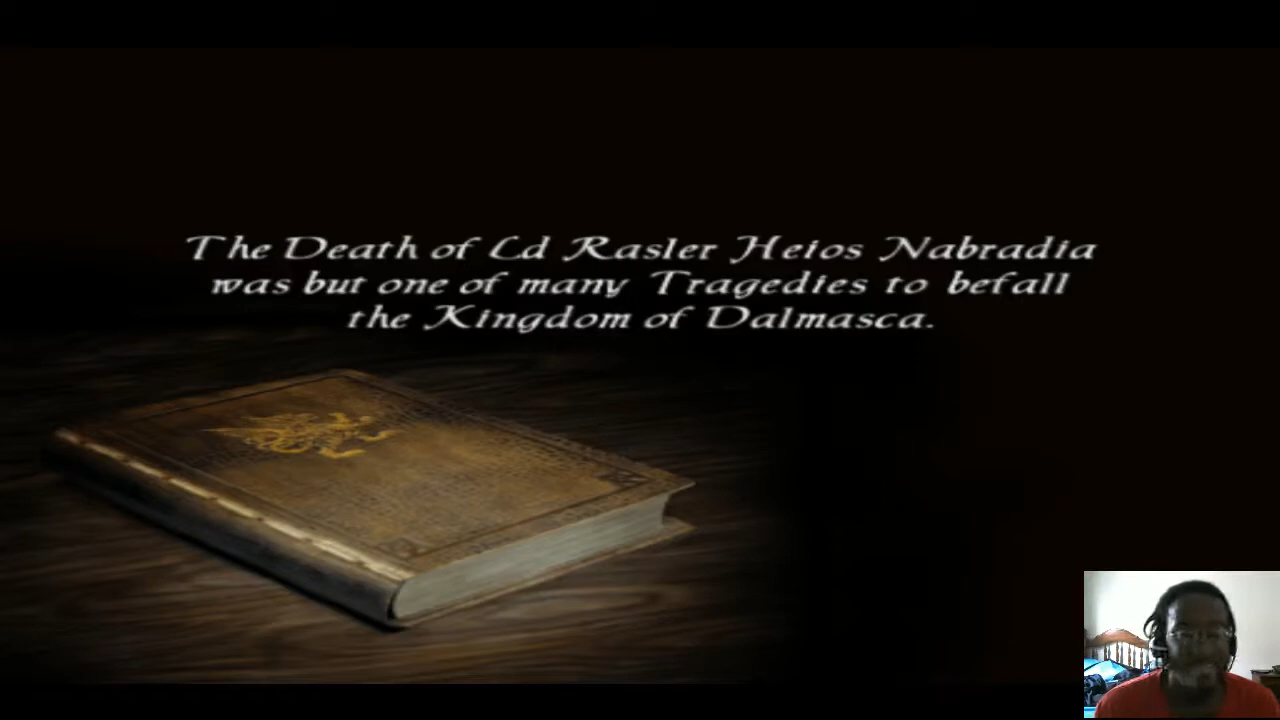 The Death of Ld Rasler Heios Nabradia
was but one of many Tragedies to befall
the Kingdom of Dalmasca.